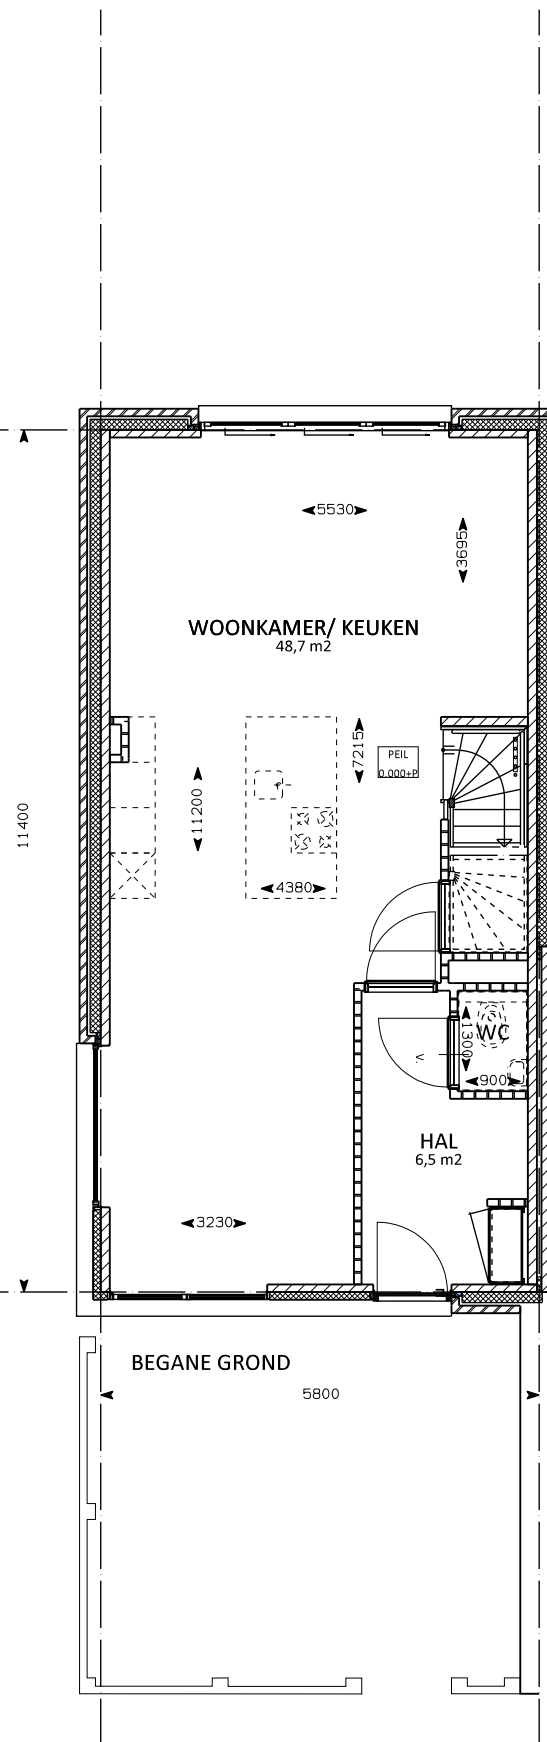 5530
3695
WOONKAMER/ KEUKEN
48,7 m2
7215
PEIL
0.000+P
11200
11400
4380
WC
1300
900
v.
HAL
6,5 m2
3230
BEGANE GROND
5800